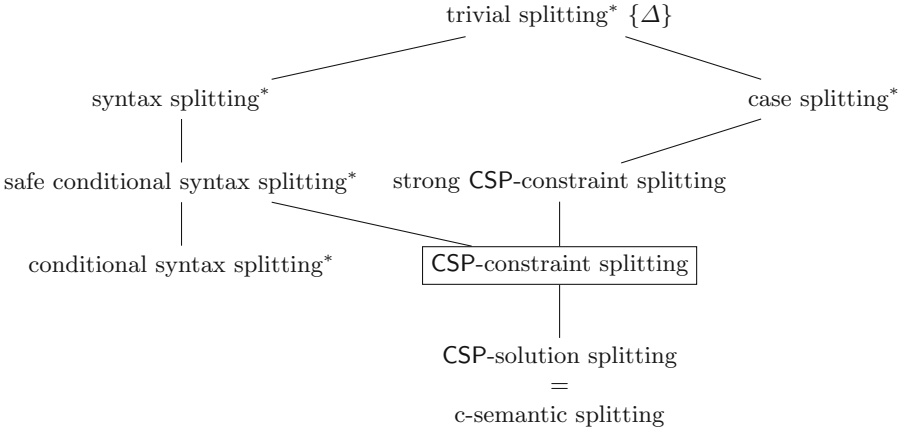 trivial splitting* {Δ}
syntax splitting*
case splitting*
safe conditional syntax splitting*
strong CSP-constraint splitting
conditional syntax splitting*
CSP-constraint splitting
CSP-solution splitting
=
c-semantic splitting